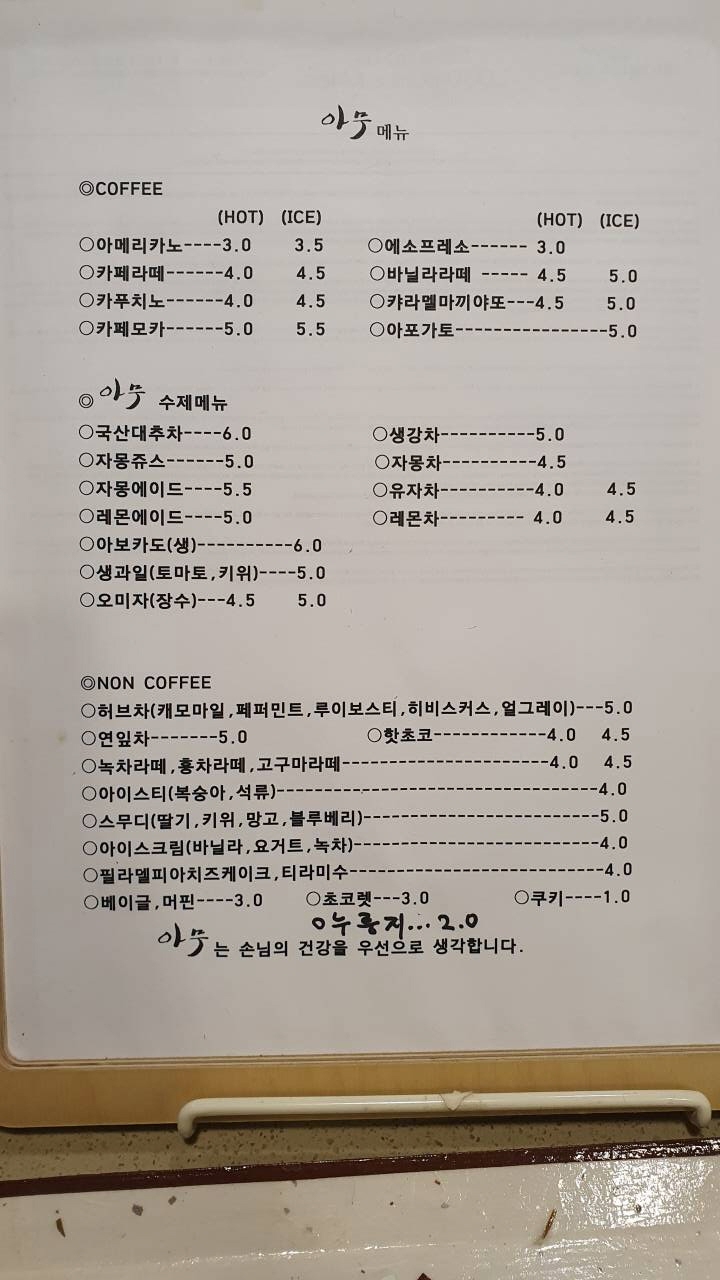 아무 메뉴
◎COFFEE
(HOT) (ICE) (HOT) (ICE)
○아메리카노----3.0 3.5 ○에소프레소------ 3.0
○카페라떼------4.0 4.5 ○바닐라라떼 ----- 4.5 5.0
○카푸치노------4.0 4.5 ○캬라멜마끼야또---4.5 5.0
○카페모카------5.0 5.5 ○아포가토----------------5.0
◎ 아무 수제메뉴
○국산대추차----6.0 ○생강차----------5.0
○자몽쥬스------5.0 ○자몽차----------4.5
○자몽에이드----5.5 ○유자차----------4.0 4.5
○레몬에이드----5.0 ○레몬차--------- 4.0 4.5
○아보카도(생)----------6.0
○생과일(토마토,키위)----5.0
○오미자(장수)---4.5 5.0
◎NON COFFEE
○허브차(캐모마일,페퍼민트,루이보스티,히비스커스,얼그레이)---5.0
○연잎차-------5.0 ○핫초코------------4.0 4.5
○녹차라떼,홍차라떼,고구마라떼----------------------4.0 4.5
○아이스티(복숭아,석류)----------------------------------4.0
○스무디(딸기,키위,망고,블루베리)-------------------------5.0
○아이스크림(바닐라,요거트,녹차)--------------------------4.0
○필라델피아치즈케이크,티라미수---------------------------4.0
○베이글,머핀----3.0 ○초코렛---3.0 ○쿠키----1.0
○누룽지...2.0
아무는 손님의 건강을 우선으로 생각합니다.